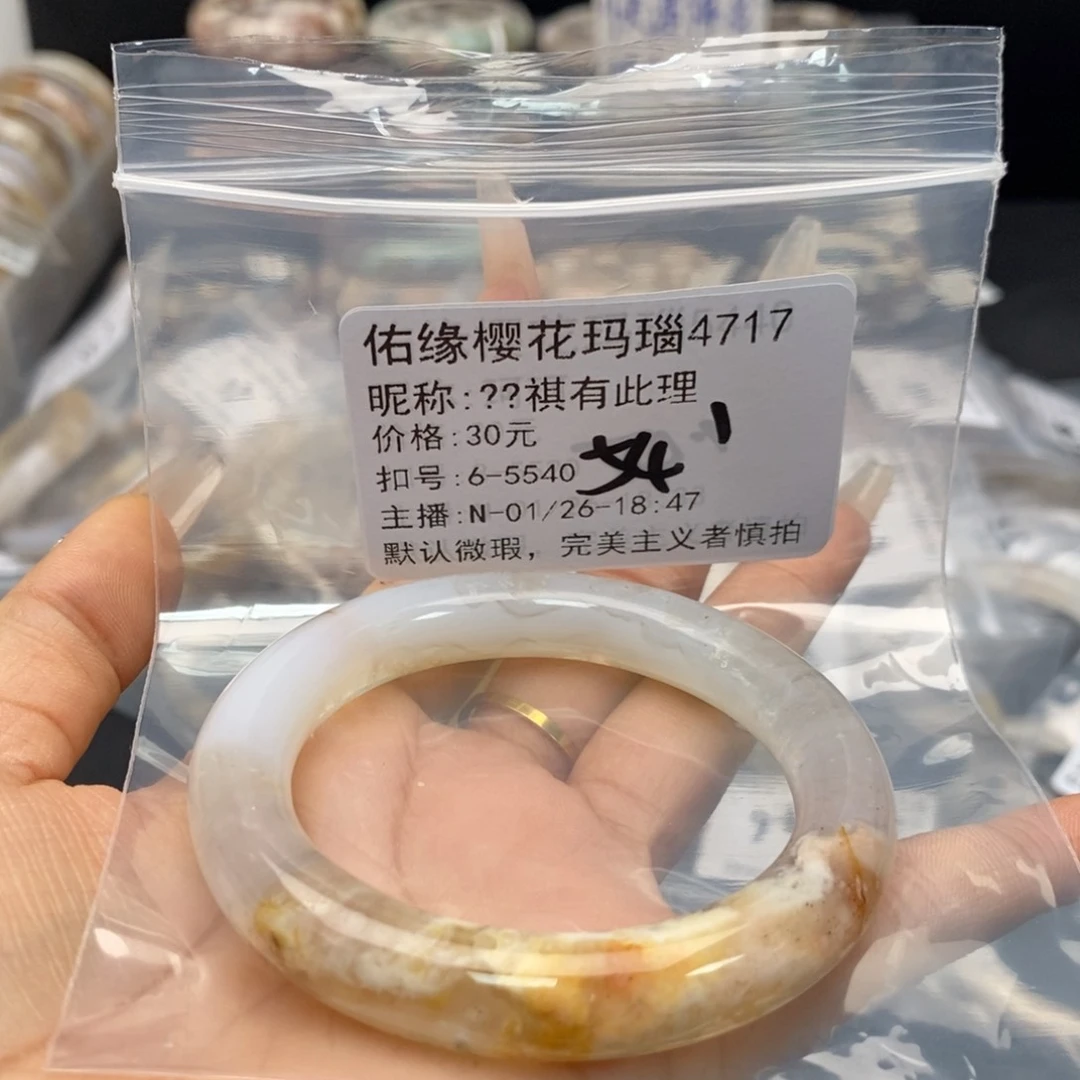 佑缘樱花玛瑙4717
昵称:??祺有此理
价格:30元
扣号:6-5540
主播:N-01/26-18:47
默认微瑕，完美主义者慎拍